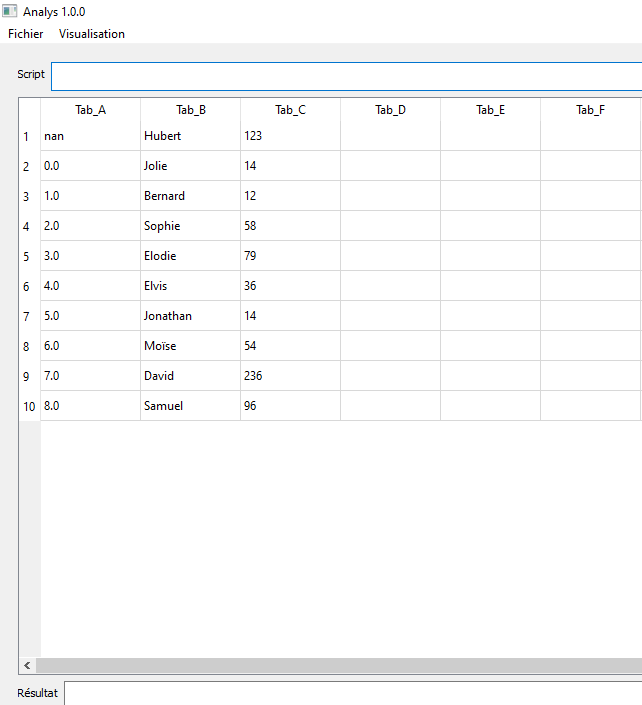 Analys 1.0.0
Fichier Visualisation
Script
Tab_A Tab_B Tab_C Tab_D Tab_E Tab_F
1 nan Hubert 123
2 0.0 Jolie 14
3 1.0 Bernard 12
4 2.0 Sophie 58
5 3.0 Elodie 79
6 4.0 Elvis 36
7 5.0 Jonathan 14
8 6.0 Moïse 54
9 7.0 David 236
10 8.0 Samuel 96
Résultat